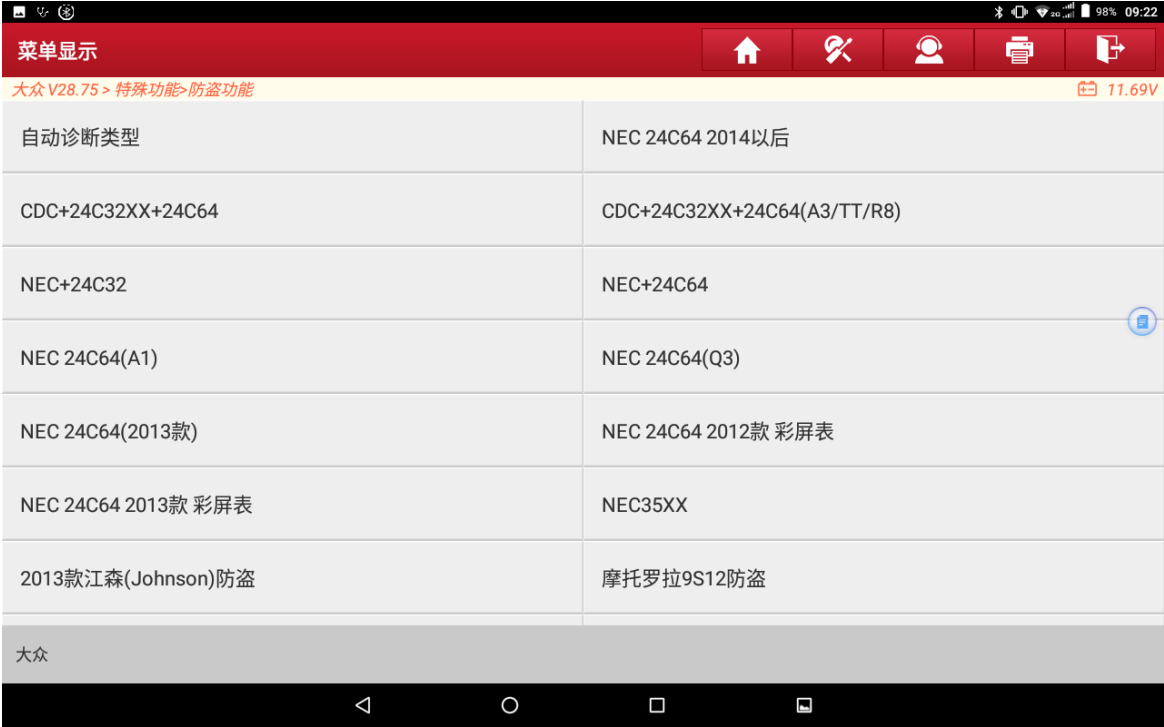 2G 98% 09:22
菜单显示
大众 V28.75 > 特殊功能>防盗功能 11.69V
自动诊断类型 NEC 24C64 2014以后
CDC+24C32XX+24C64 CDC+24C32XX+24C64(A3/TT/R8)
NEC+24C32 NEC+24C64
NEC 24C64(A1) NEC 24C64(Q3)
NEC 24C64(2013款) NEC 24C64 2012款 彩屏表
NEC 24C64 2013款 彩屏表 NEC35XX
2013款江森(Johnson)防盗 摩托罗拉9S12防盗
大众